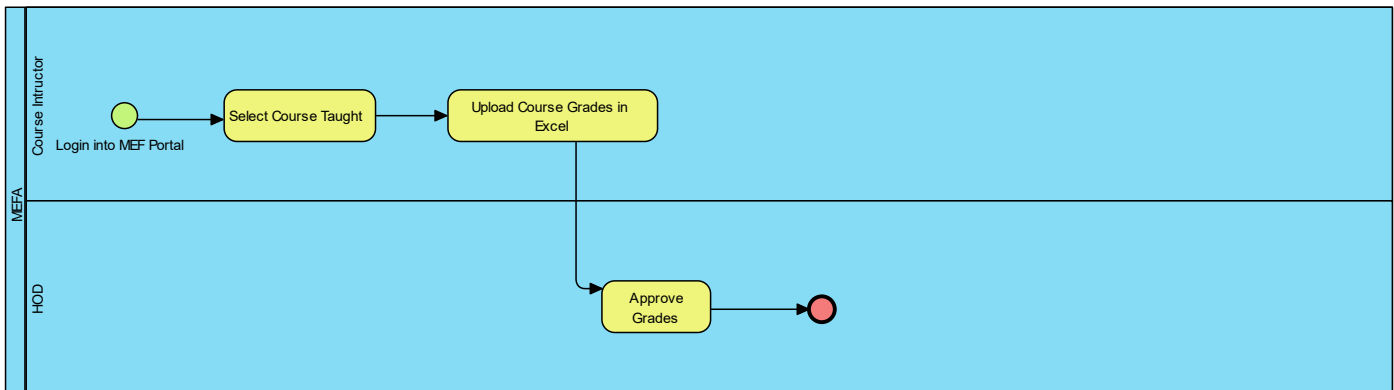 MEFA
Course Intructor
Login into MEF Portal
Select Course Taught
Upload Course Grades in
Excel
HOD
Approve
Grades